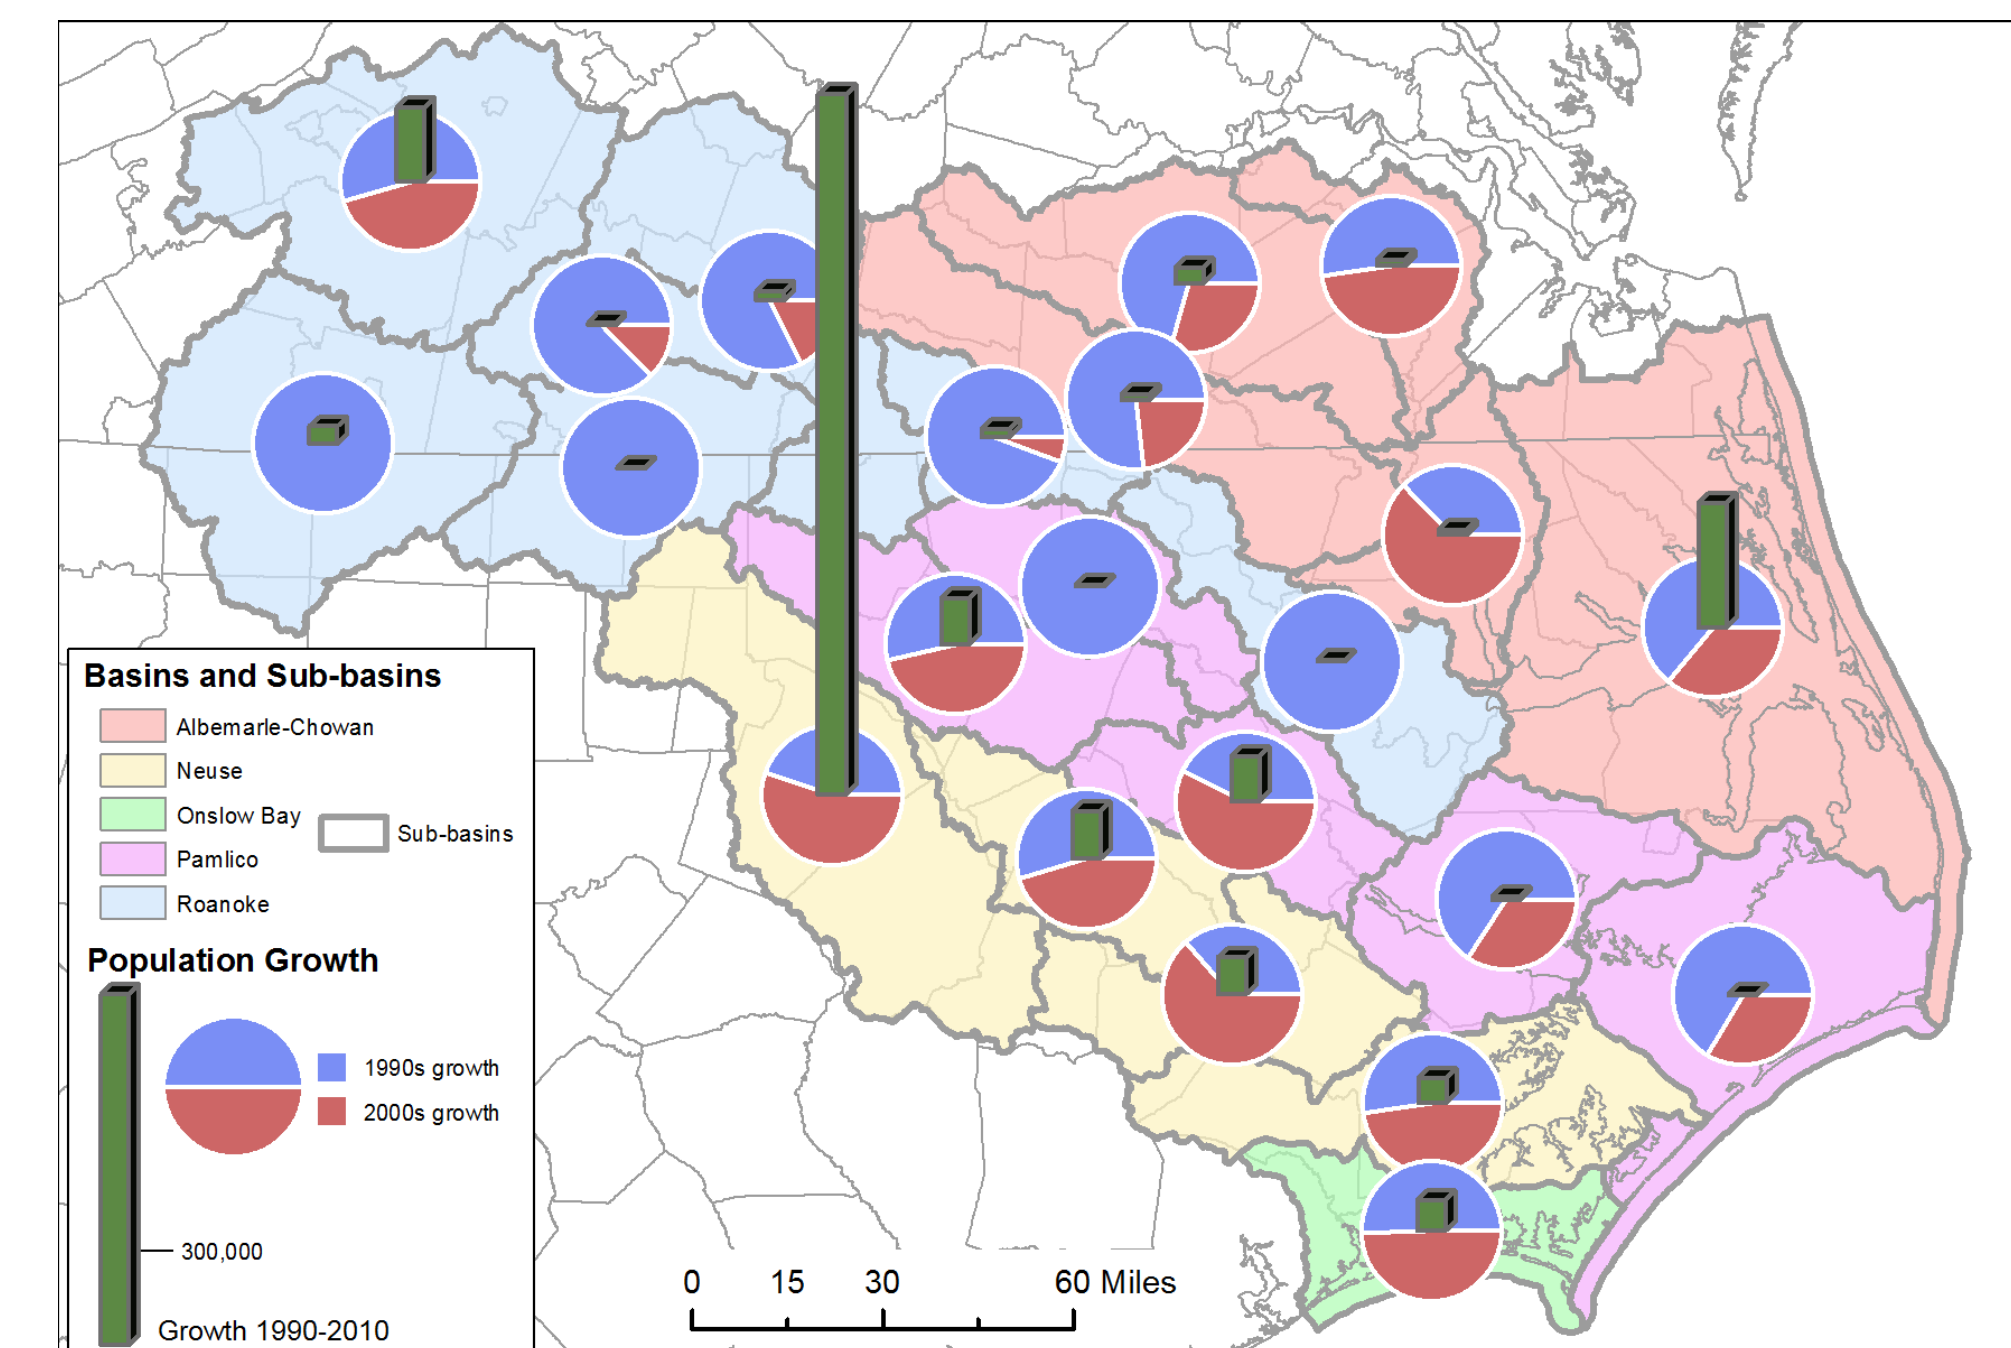 Basins and Sub-basins
Albemarle-Chowan
Neuse
Onslow Bay
Sub-basins
Pamlico
Roanoke
Population Growth
1990s growth
2000s growth
300,000
Growth 1990-2010
0 15 30 60 Miles